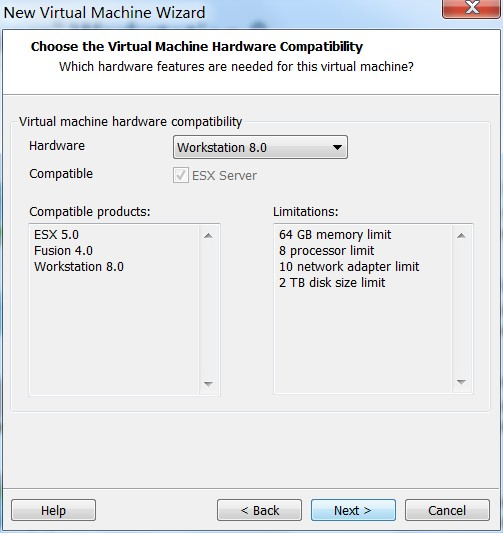 New Virtual Machine Wizard
Choose the Virtual Machine Hardware Compatibility
Which hardware features are needed for this virtual machine?
Virtual machine hardware compatibility
Hardware
Workstation 8.0
Compatible
ESX Server
Compatible products:
ESX 5.0
Fusion 4.0
Workstation 8.0
Limitations:
64 GB memory limit
8 processor limit
10 network adapter limit
2 TB disk size limit
Help
< Back
Next >
Cancel